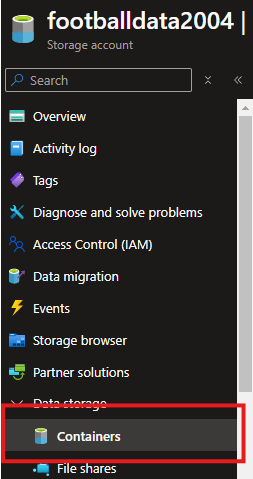 footballdata2004 |
Storage account
Search
Overview
Activity log
Tags
Diagnose and solve problems
Access Control (IAM)
Data migration
Events
Storage browser
Partner solutions
Data storage
Containers
File shares